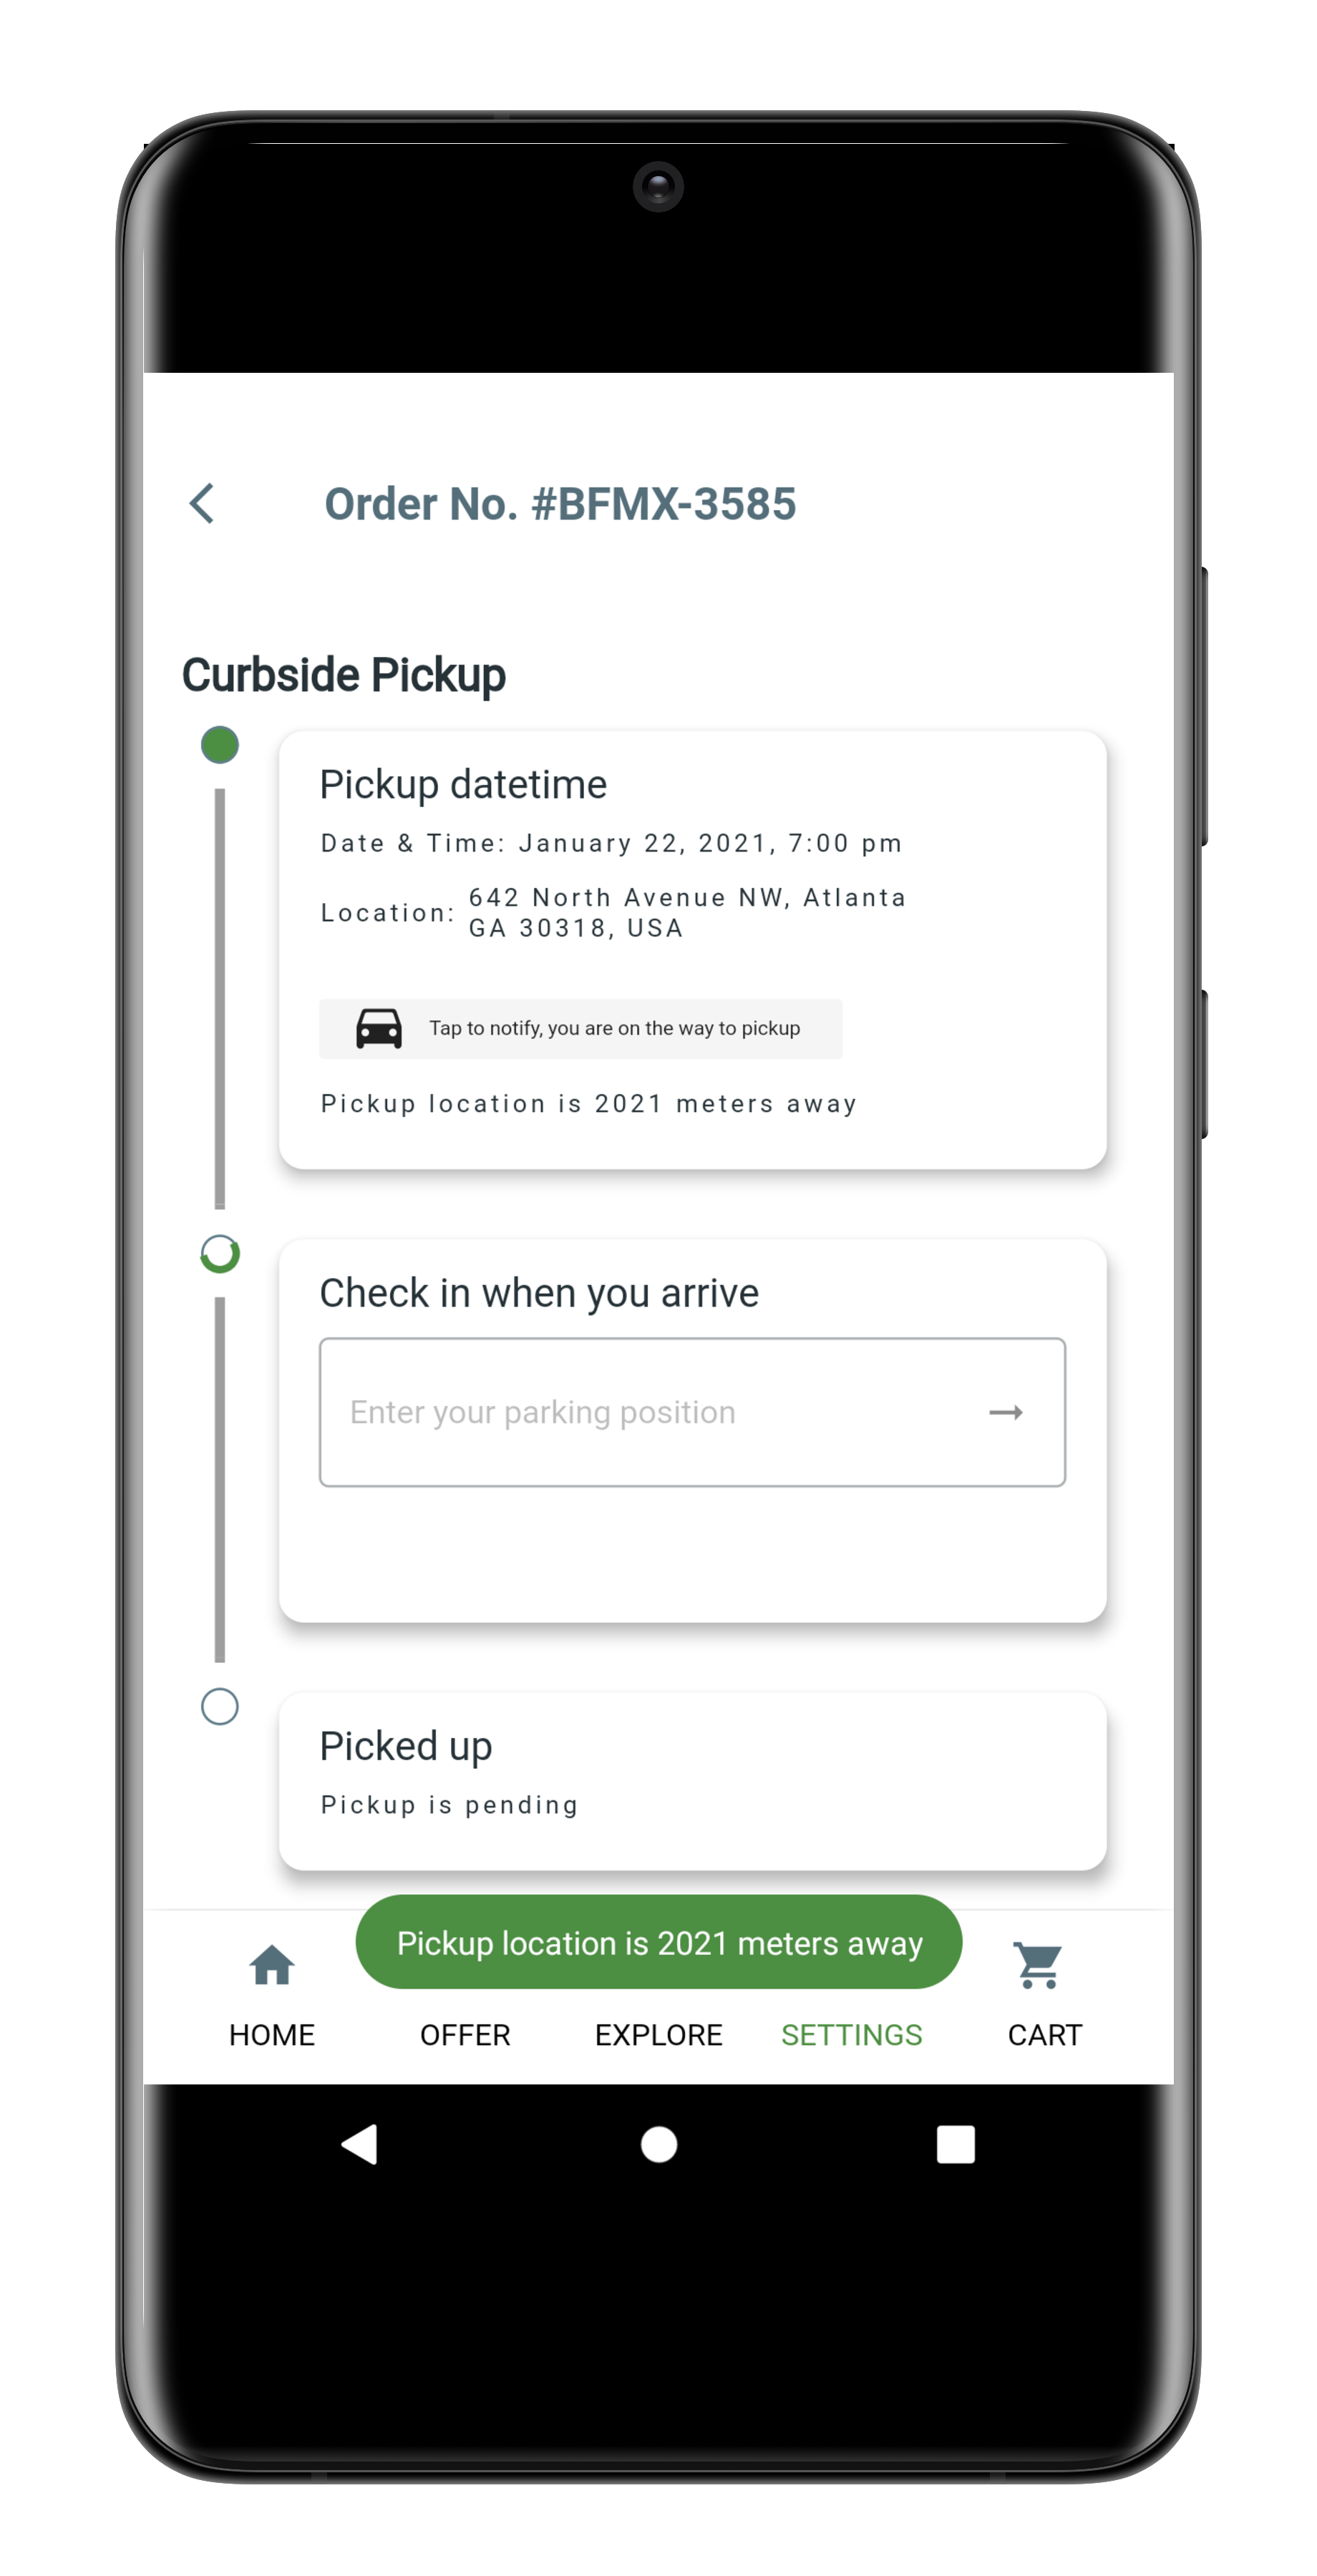 Order No. #BFMX-3585
Curbside Pickup
Pickup datetime
Date & Time: January 22, 2021, 7:00 pm
Location: 642 North Avenue NW, Atlanta
GA 30318, USA
Tap to notify, you are on the way to pickup
Pickup location is 2021 meters away
Check in when you arrive
Enter your parking position
Picked up
Pickup is pending
Pickup location is 2021 meters away
HOME OFFER EXPLORE SETTINGS CART